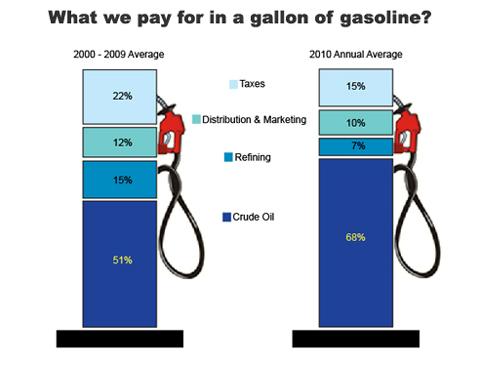 What we pay for in a gallon of gasoline?
2000 - 2009 Average
22%
12%
15%
51%
Taxes
Distribution & Marketing
Refining
Crude Oil
2010 Annual Average
15%
10%
7%
68%